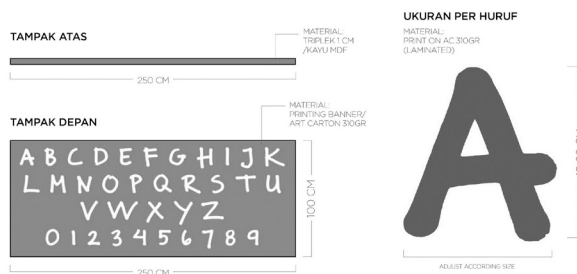 TAMPAK ATAS
MATERIAL:
TRIPLEK 1 CM
/KAYU MDF
250 CM
TAMPAK DEPAN
MATERIAL:
PRINTING BANNER/
ART CARTON 310GR
A B C D E F G H I J K
L M N O P Q R S T U
V W X Y Z
0 1 2 3 4 5 6 7 8 9
100 CM
250 CM
UKURAN PER HURUF
MATERIAL:
PRINT ON AC 310GR
(LAMINATED)
A
ADJUST ACCORDING SIZE